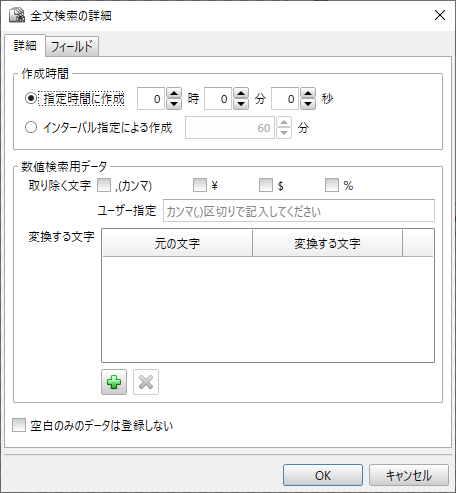 全文検索の詳細
詳細 フィールド
作成時間
指定時間に作成 0 時 0 分 0 秒
インターバル指定による作成 60 分
数値検索用データ
取り除く文字 ,(カンマ) ¥ $ %
ユーザー指定 カンマ(,)区切りで記入してください
変換する文字 元の文字 変換する文字
空白のみのデータは登録しない
OK キャンセル